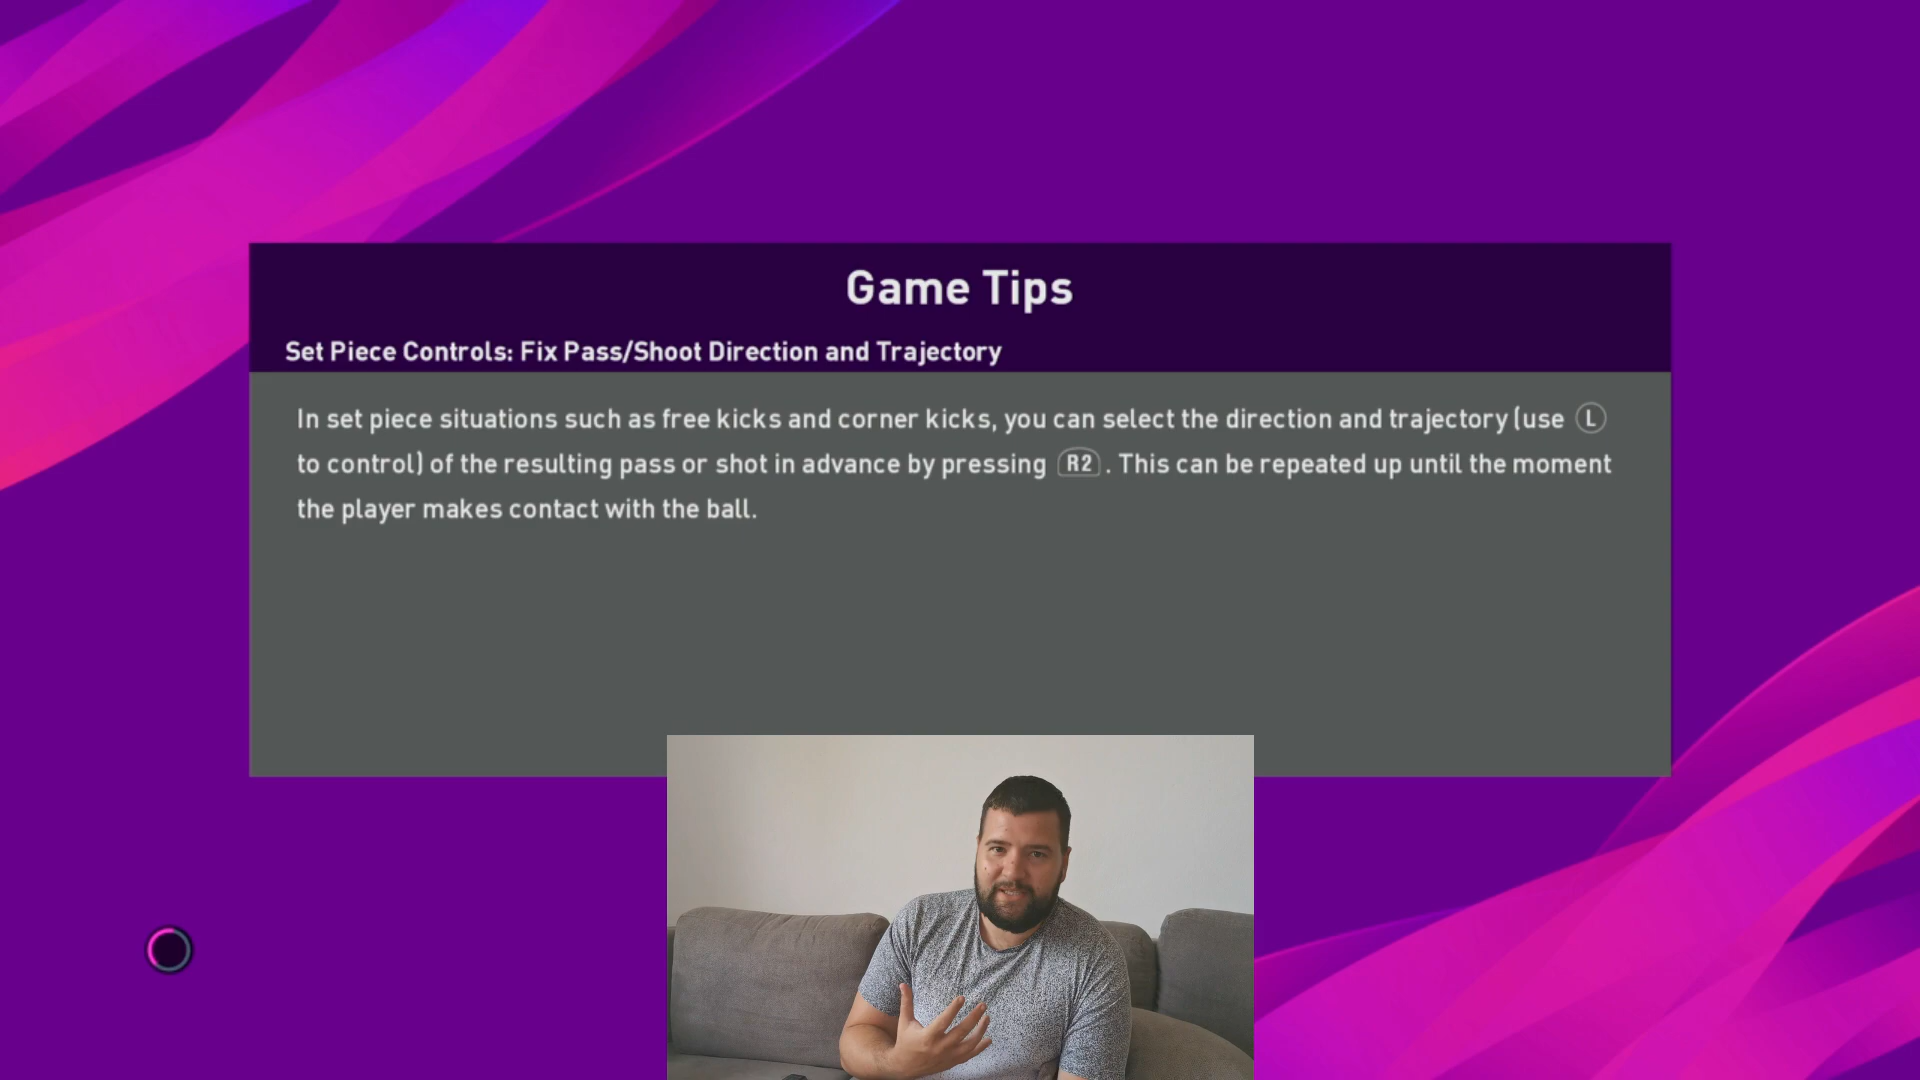 Game Tips
Set Piece Controls: Fix Pass/Shoot Direction and Trajectory
In set piece situations such as free kicks and corner kicks, you can select the direction and trajectory (use L
to control) of the resulting pass or shot in advance by pressing R2. This can be repeated up until the moment
the player makes contact with the ball.